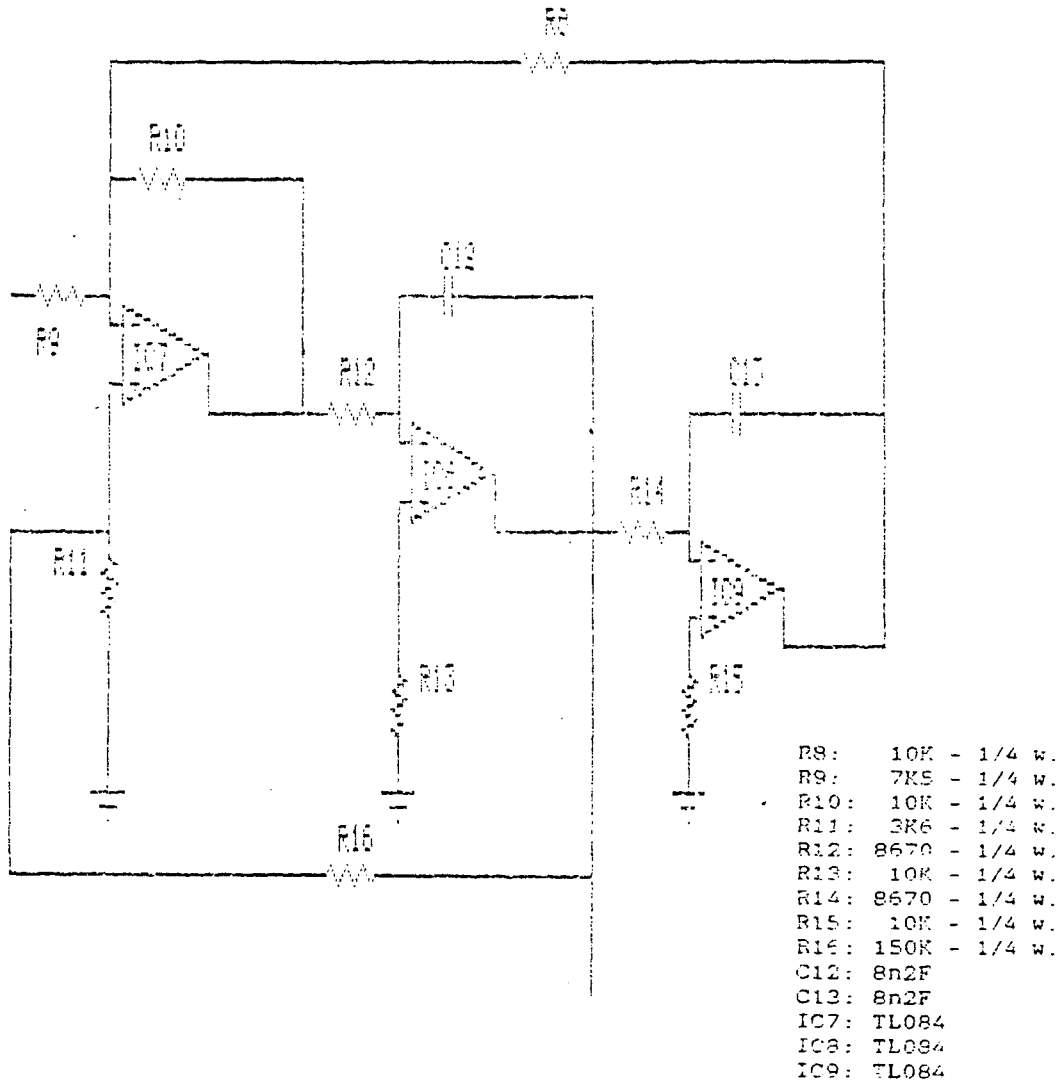 R8
R10
C12
R9
IC7
R12
C13
IC8
R14
R11
IC9
R13
R15
R16
R8: 10K - 1/4 w.
R9: 7K5 - 1/4 w.
R10: 10K - 1/4 w.
R11: 3K6 - 1/4 w.
R12: 8670 - 1/4 w.
R13: 10K - 1/4 w.
R14: 8670 - 1/4 w.
R15: 10K - 1/4 w.
R16: 150K - 1/4 w.
C12: 8n2F
C13: 8n2F
IC7: TL084
IC8: TL084
IC9: TL084